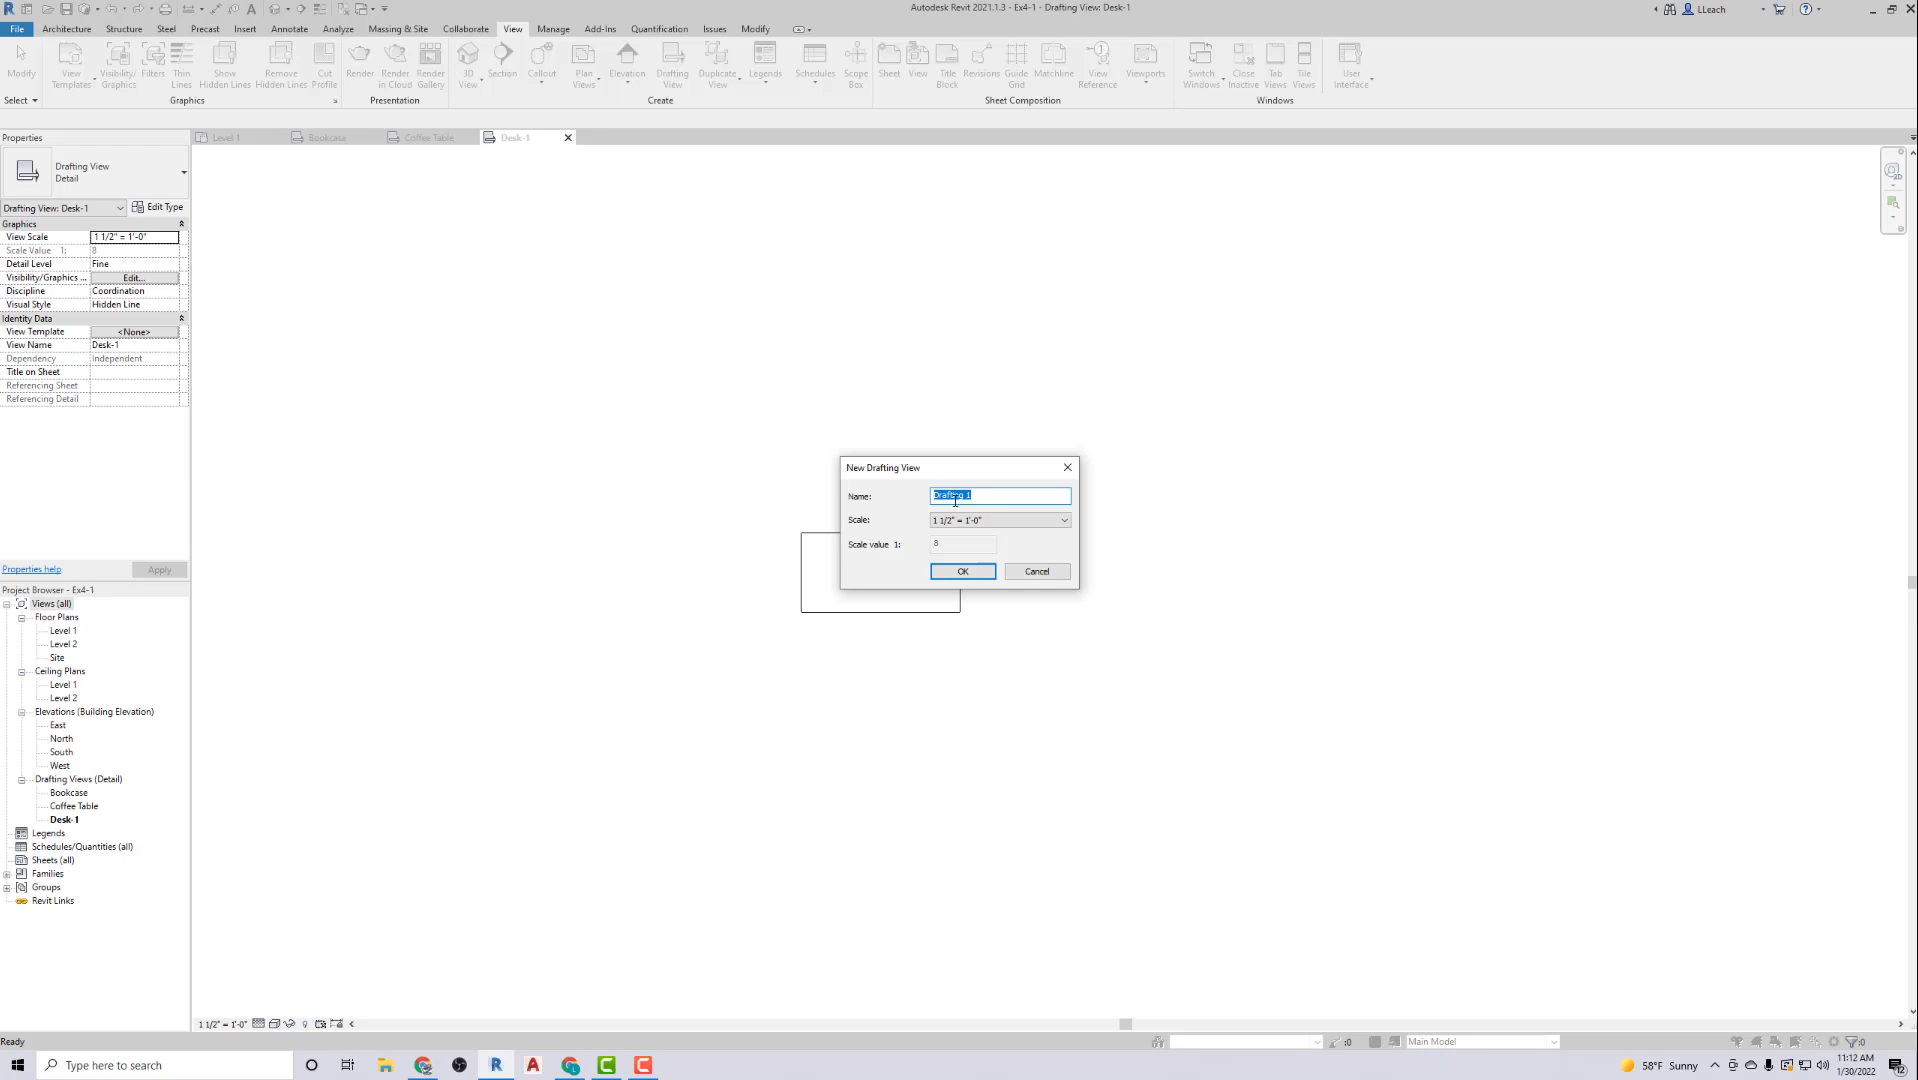 Autodesk Revit 2021.1.3 - Ex4-1 - Drafting View: Desk-1
LLeach
File Architecture Structure Steel Precast Insert Annotate Analyze Massing & Site Collaborate View Manage Add-Ins Quantification Issues Modify
Modify View Templates Visibility/ Graphics Filters Thin Lines Show Hidden Lines Remove Hidden Lines Cut Profile Render Render in Cloud Render Gallery 3D View Section Callout Plan Views Elevation Drafting View Duplicate View Legends Schedules Scope Box Sheet View Title Block Revisions Guide Grid Matchline View Reference Viewports Switch Windows Close Inactive Tab Views Tile Views User Interface
Select Graphics Presentation Create Sheet Composition Windows
Properties
Level 1 Bookcase Coffee Table Desk-1
Drafting View
Detail
Drafting View: Desk-1 Edit Type
Graphics
View Scale 1 1/2" = 1'-0"
Scale Value 1: 8
Detail Level Fine
Visibility/Graphics ... Edit...
Discipline Coordination
Visual Style Hidden Line
Identity Data
View Template <None>
View Name Desk-1
Dependency Independent
Title on Sheet
Referencing Sheet
Referencing Detail
Properties help Apply
New Drafting View
Name: Drafting 1
Scale: 1 1/2" = 1'-0"
Scale value 1: 8
OK Cancel
Project Browser - Ex4-1
Views (all)
Floor Plans
Level 1
Level 2
Site
Ceiling Plans
Level 1
Level 2
Elevations (Building Elevation)
East
North
South
West
Drafting Views (Detail)
Bookcase
Coffee Table
Desk-1
Legends
Schedules/Quantities (all)
Sheets (all)
Families
Groups
Revit Links
1 1/2" = 1'-0"
Ready
:0 Main Model :0
Type here to search
58°F Sunny
11:12 AM
1/30/2022